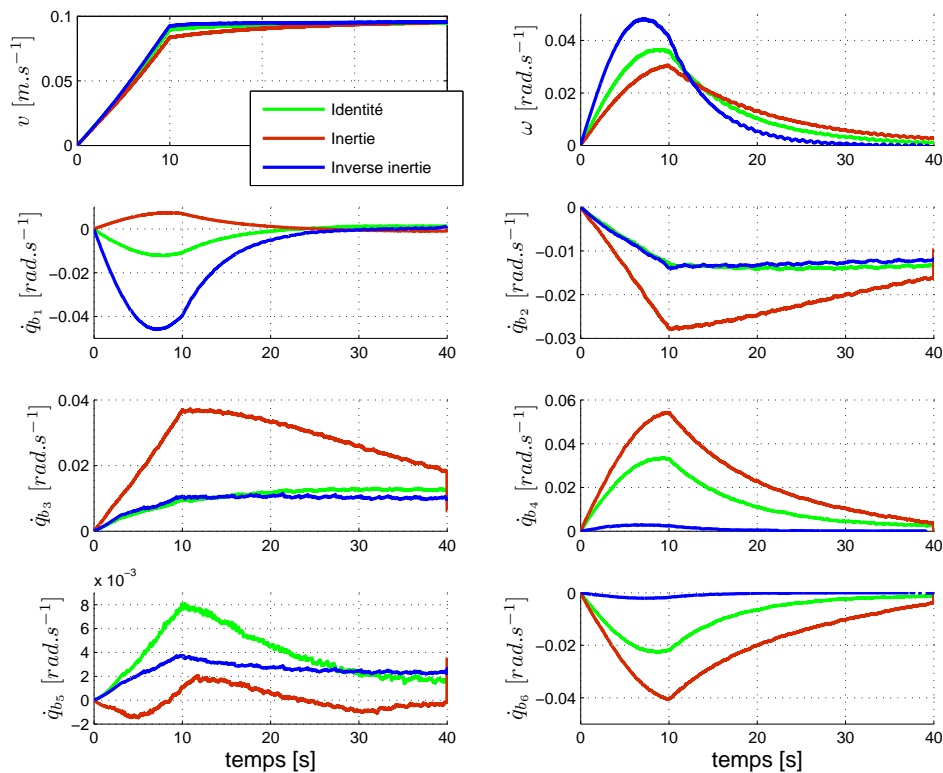 v [m.s⁻¹]
0.1
0.05
0
0
10
Identité
Inertie
Inverse inertie
ω [rad.s⁻¹]
0.04
0.02
0
0 10 20 30 40
q̇b₁ [rad.s⁻¹]
0
−0.02
−0.04
0 10 20 30 40
q̇b₂ [rad.s⁻¹]
0
−0.01
−0.02
−0.03
0 10 20 30 40
q̇b₃ [rad.s⁻¹]
0.04
0.02
0
0 10 20 30 40
q̇b₄ [rad.s⁻¹]
0.06
0.04
0.02
0
0 10 20 30 40
q̇b₅ [rad.s⁻¹]
x 10⁻³
8
6
4
2
0
−2
0 10 20 30 40
temps [s]
q̇b₆ [rad.s⁻¹]
0
−0.02
−0.04
0 10 20 30 40
temps [s]